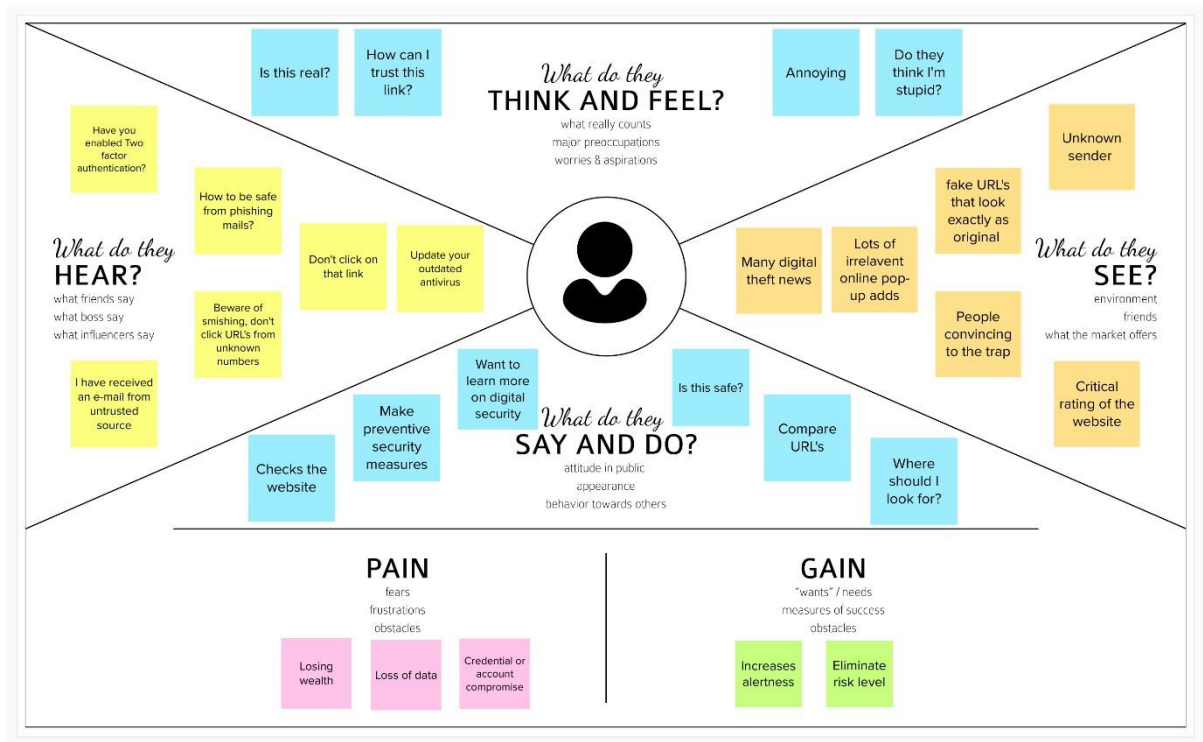 Is this real?
How can I
trust this
link?
What do they
THINK AND FEEL?
what really counts
major preoccupations
worries & aspirations
Annoying
Do they
think I'm
stupid?
Have you
enabled Two
factor
authentication?
How to be safe
from phishing
mails?
Don't click on
that link
Update your
outdated
antivirus
What do they
HEAR?
what friends say
what boss say
what influencers say
Beware of
smishing, don't
click URL's from
unknown
numbers
I have received
an e-mail from
untrusted
source
Unknown
sender
fake URL's
that look
exactly as
original
Many digital
theft news
Lots of
irrelavent
online pop-
up adds
What do they
SEE?
environment
friends
what the market offers
People
convincing
to the trap
Critical
rating of the
website
Want to
learn more
on digital
security
Is this safe?
Make
preventive
security
measures
What do they
SAY AND DO?
attitude in public
appearance
behavior towards others
Compare
URL's
Checks the
website
Where
should I
look for?
PAIN
fears
frustrations
obstacles
Losing
wealth
Loss of data
Credential or
account
compromise
GAIN
"wants" / needs
measures of success
obstacles
Increases
alertness
Eliminate
risk level